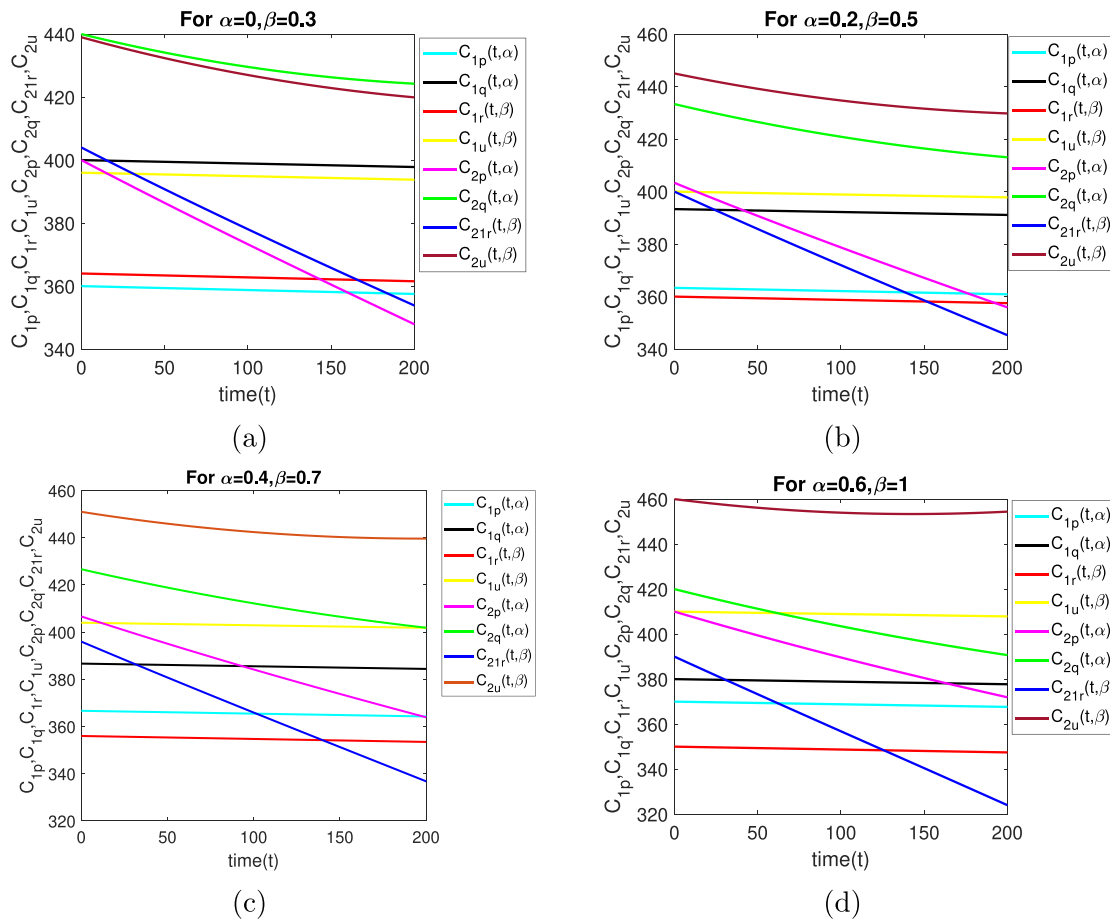 For α=0,β=0.3
C1p,C1q,C1r,C1u,C2p,C2q,C21r,C2u
440
420
400
380
360
340
0 50 100 150 200
time(t)
C1p(t,α)
C1q(t,α)
C1r(t,β)
C1u(t,β)
C2p(t,α)
C2q(t,α)
C21r(t,β)
C2u(t,β)
(a)
For α=0.2,β=0.5
C1p,C1q,C1r,C1u,C2p,C2q,C21r,C2u
460
440
420
400
380
360
340
0 50 100 150 200
time(t)
C1p(t,α)
C1q(t,α)
C1r(t,β)
C1u(t,β)
C2p(t,α)
C2q(t,α)
C21r(t,β)
C2u(t,β)
(b)
For α=0.4,β=0.7
C1p,C1q,C1r,C1u,C2p,C2q,C21r,C2u
460
440
420
400
380
360
340
320
0 50 100 150 200
time(t)
C1p(t,α)
C1q(t,α)
C1r(t,β)
C1u(t,β)
C2p(t,α)
C2q(t,α)
C21r(t,β)
C2u(t,β)
(c)
For α=0.6,β=1
C1p,C1q,C1r,C1u,C2p,C2q,C21r,C2u
460
440
420
400
380
360
340
320
0 50 100 150 200
time(t)
C1p(t,α)
C1q(t,α)
C1r(t,β)
C1u(t,β)
C2p(t,α)
C2q(t,α)
C21r(t,β)
C2u(t,β)
(d)